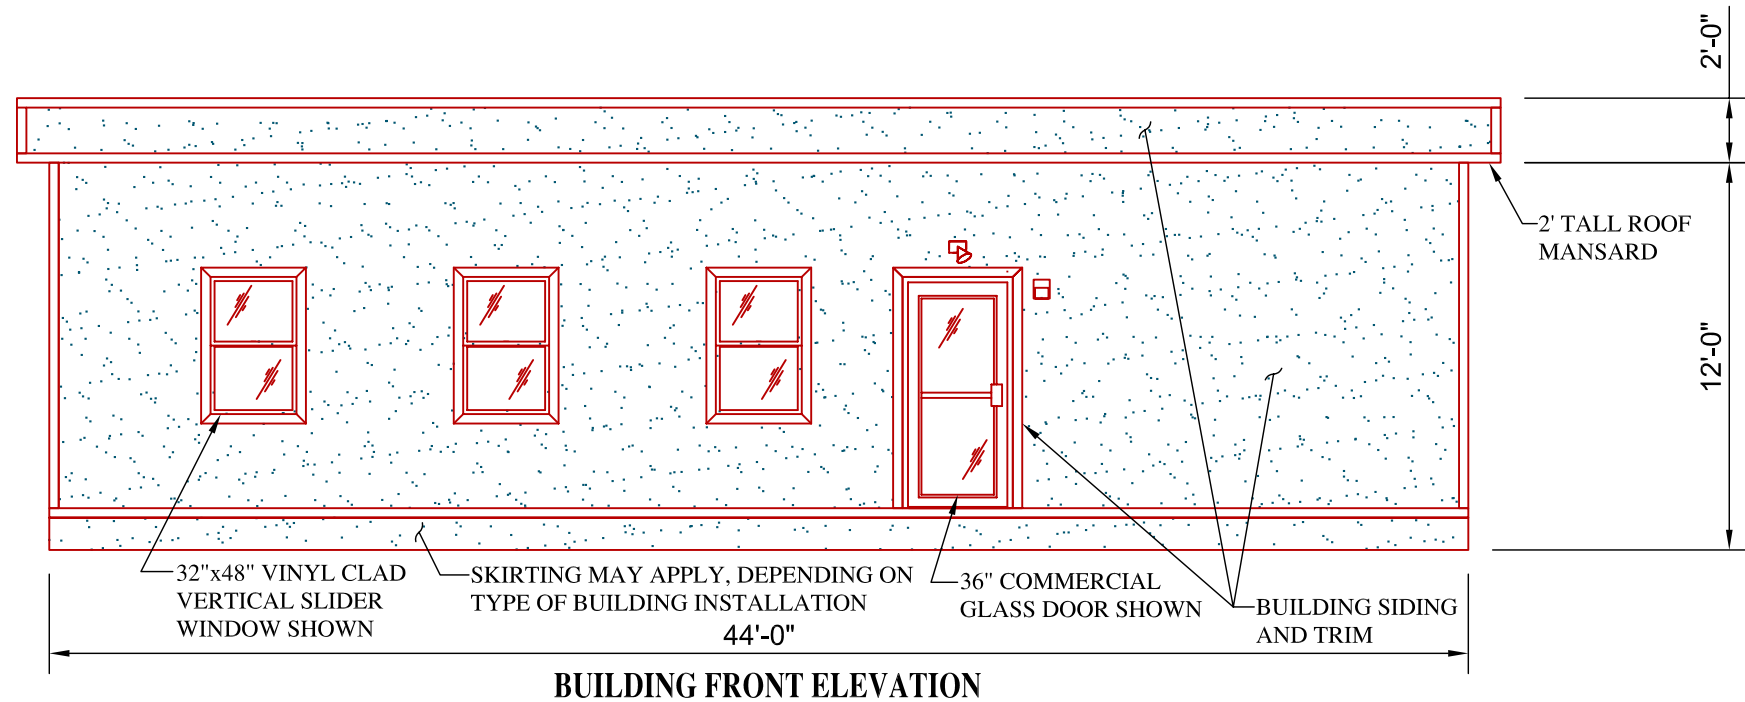 2'-0"
2' TALL ROOF
MANSARD
12'-0"
32"x48" VINYL CLAD
VERTICAL SLIDER
WINDOW SHOWN
SKIRTING MAY APPLY, DEPENDING ON
TYPE OF BUILDING INSTALLATION
36" COMMERCIAL
GLASS DOOR SHOWN
BUILDING SIDING
AND TRIM
44'-0"
BUILDING FRONT ELEVATION